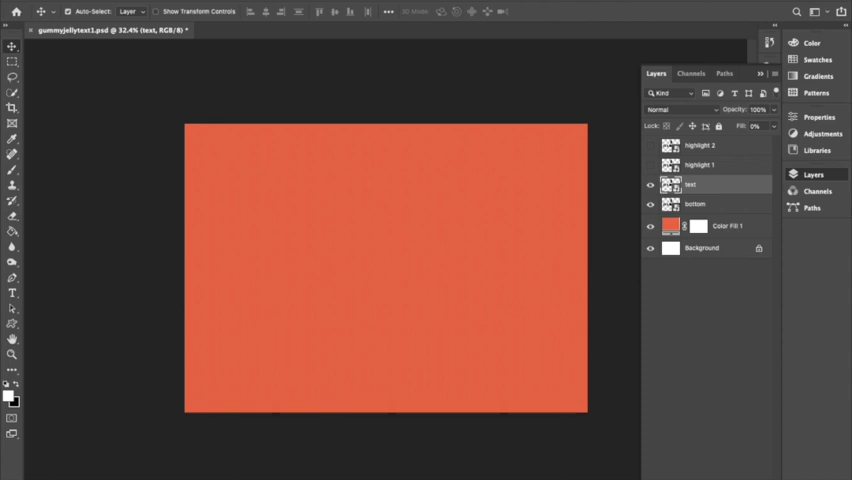 Auto-Select: Layer Show Transform Controls 3D Mode:
gummyjellytext1.psd @ 32.4% (text, RGB/8) *
Layers Channels Paths
Kind
Normal Opacity: 100%
Lock: Fill: 0%
highlight 2
highlight 1
text
bottom
Color Fill 1
Background
Color
Swatches
Gradients
Patterns
Properties
Adjustments
Libraries
Layers
Channels
Paths